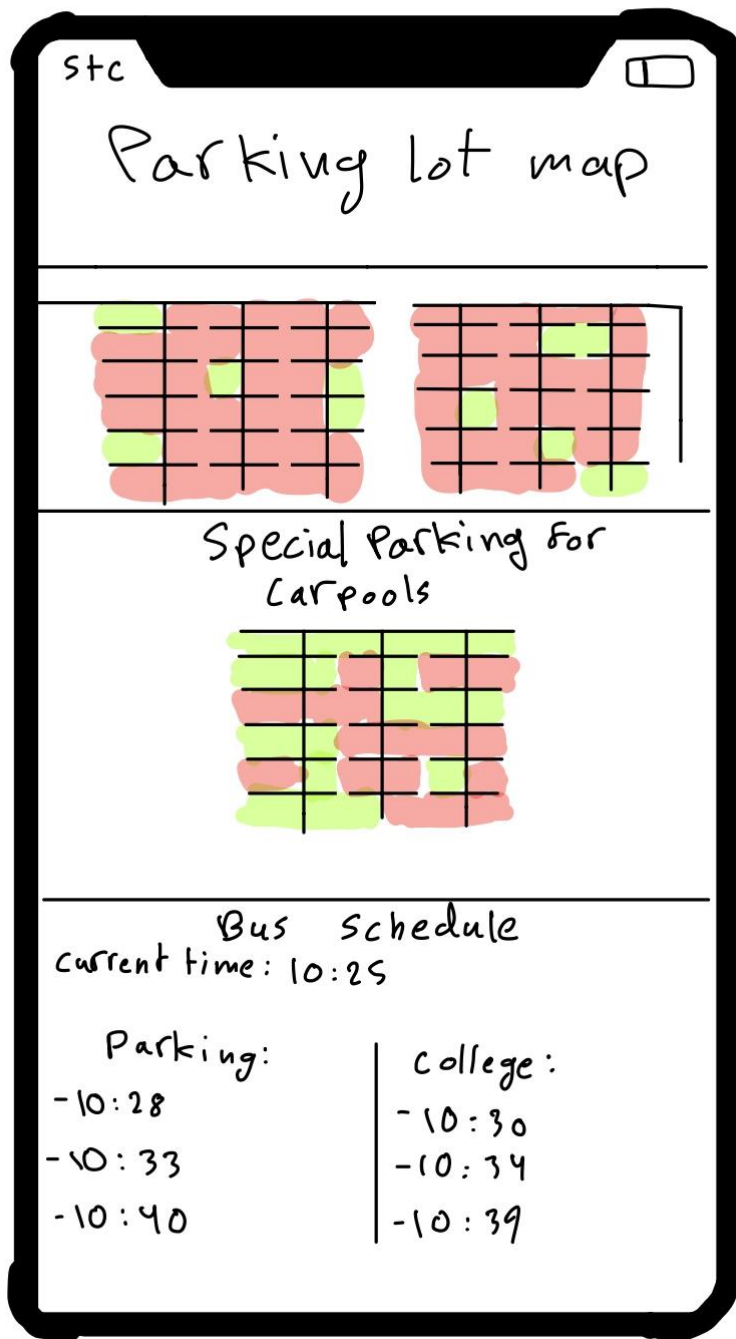 stc
Parking lot map
Special Parking for
Carpools
Bus Schedule
current time: 10:25
Parking:
-10:28
-10:33
-10:40
college:
-10:30
-10:34
-10:39